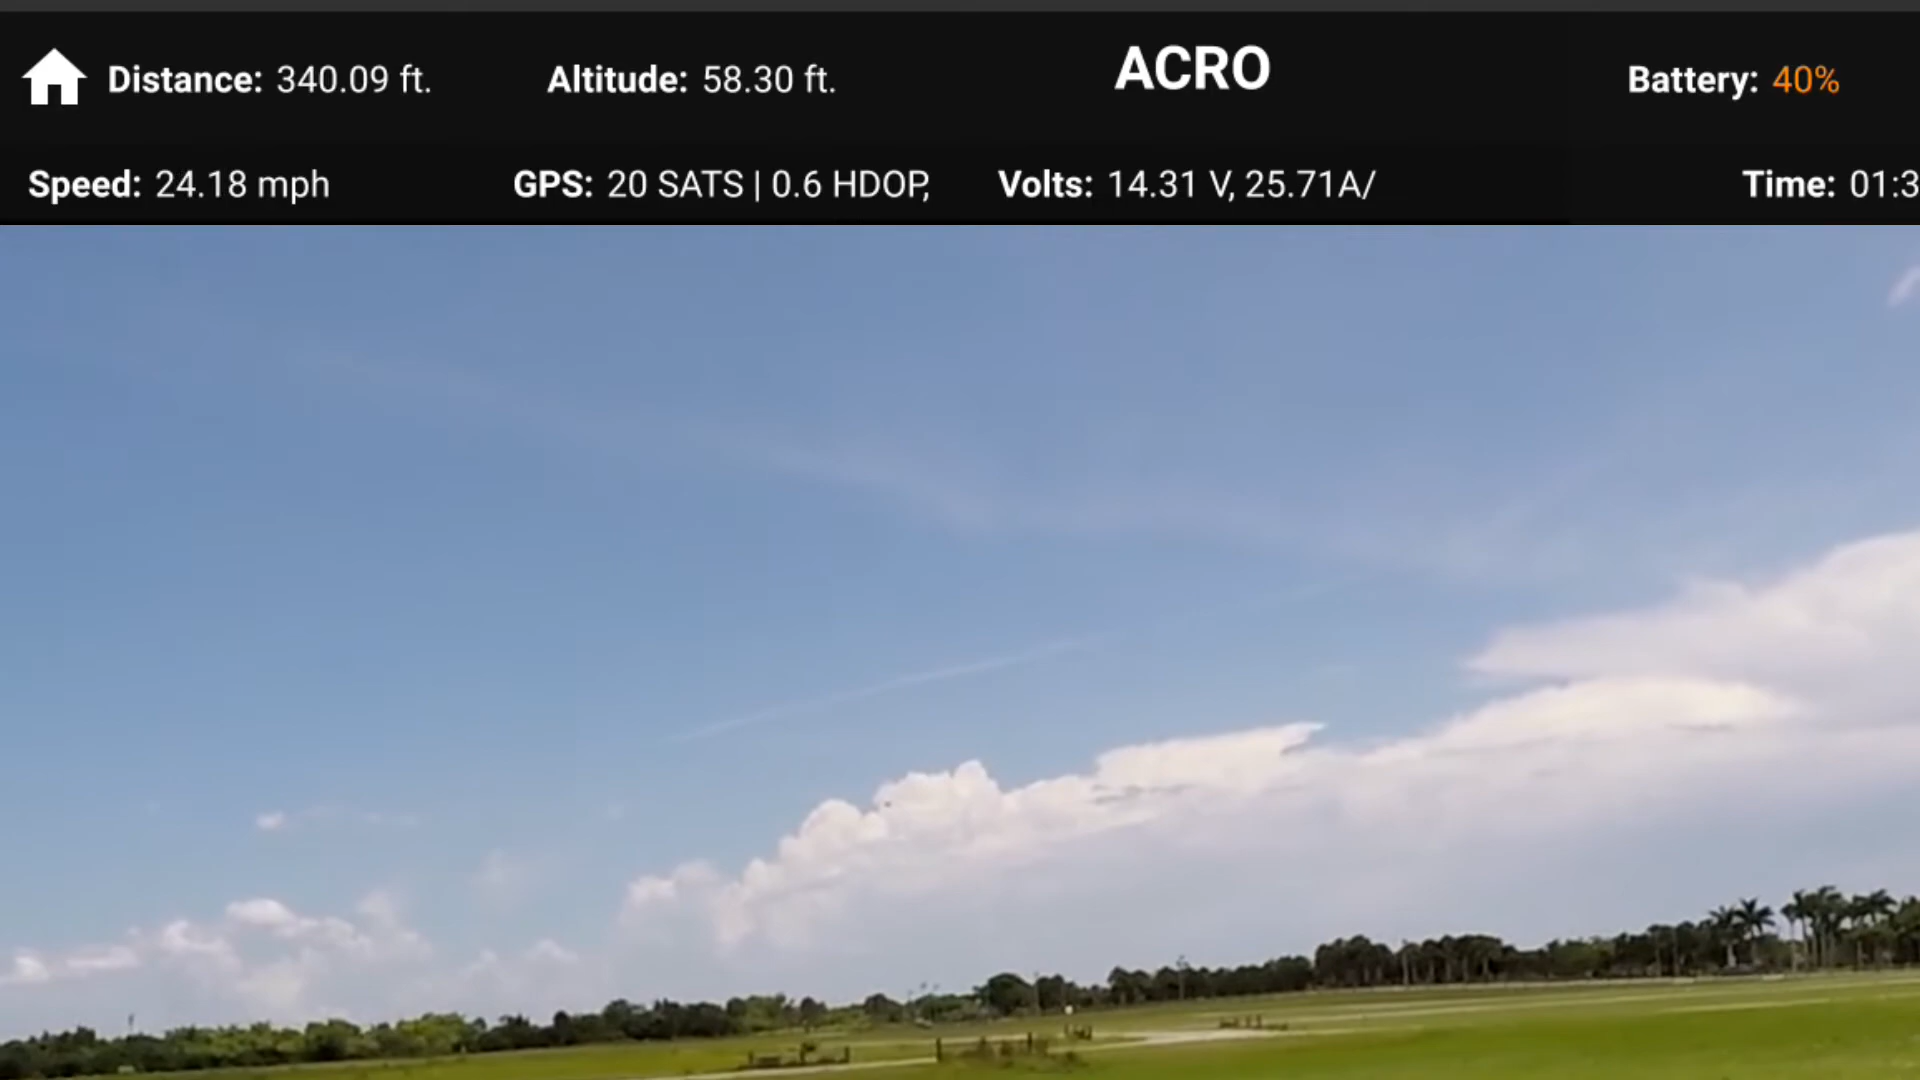 Distance: 340.09 ft. Altitude: 58.30 ft. ACRO Battery: 40%
Speed: 24.18 mph GPS: 20 SATS | 0.6 HDOP, Volts: 14.31 V, 25.71A/ Time: 01:3